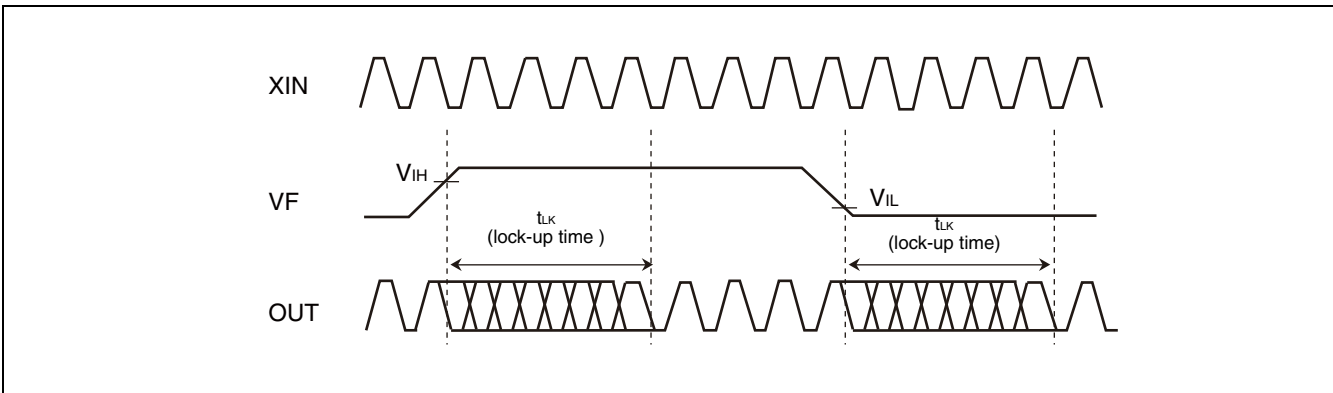 XIN
VIH
VF
VIL
tLK
(lock-up time )
tLK
(lock-up time)
OUT